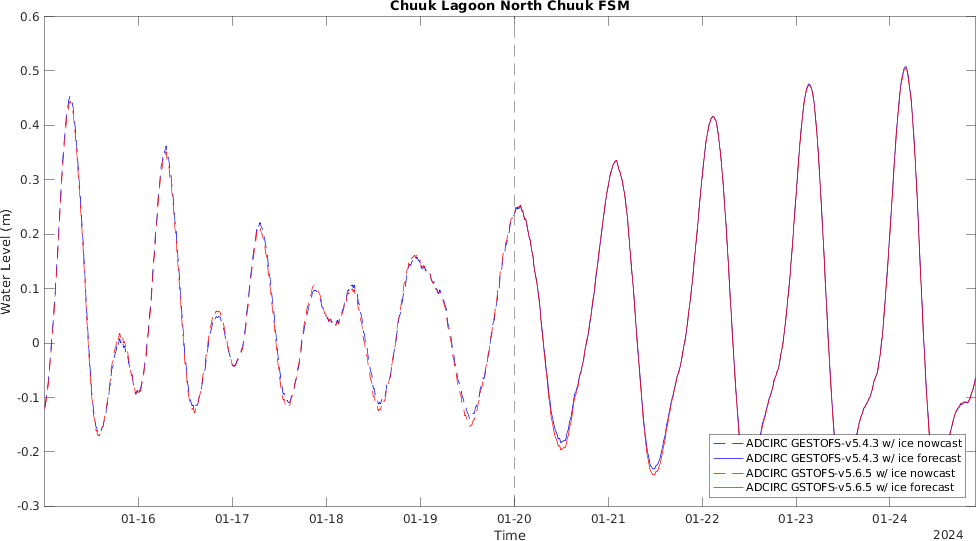 Chuuk Lagoon North Chuuk FSM
0.6
0.5
0.4
0.3
0.2
0.1
0
-0.1
-0.2
-0.3
Water Level (m)
ADCIRC GESTOFS-v5.4.3 w/ ice nowcast
ADCIRC GESTOFS-v5.4.3 w/ ice forecast
ADCIRC GSTOFS-v5.6.5 w/ ice nowcast
ADCIRC GSTOFS-v5.6.5 w/ ice forecast
01-16 01-17 01-18 01-19 01-20 01-21 01-22 01-23 01-24
Time
2024